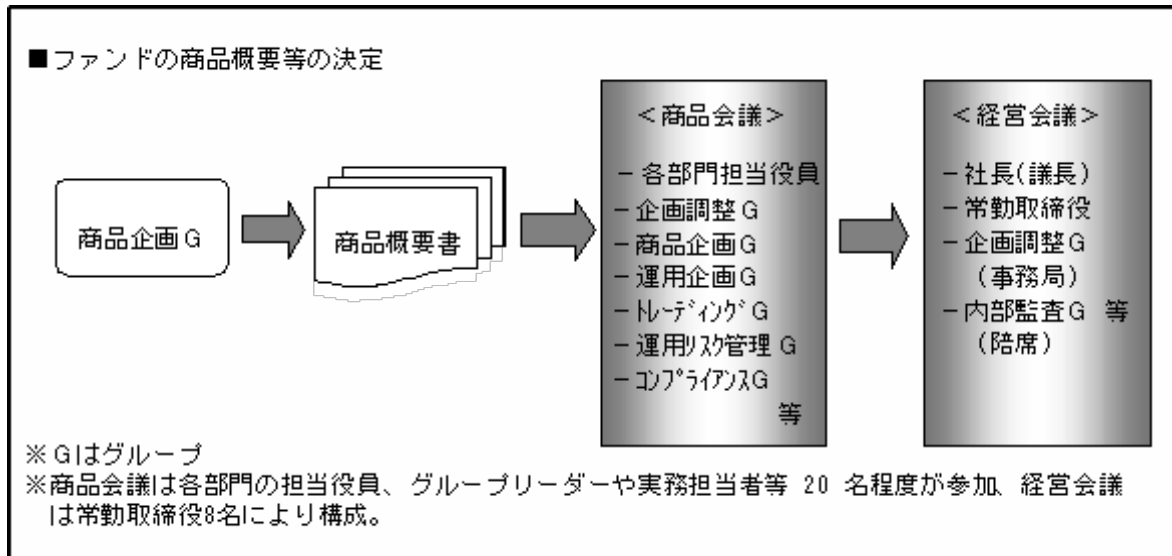 ■ファンドの商品概要等の決定
商品企画G
商品概要書
<商品会議>
－各部門担当役員
－企画調整G
－商品企画G
－運用企画G
－ﾄﾚｰﾃﾞｨﾝｸﾞG
－運用ﾘｽｸ管理G
－ｺﾝﾌﾟﾗｲｱﾝｽG
等
<経営会議>
－社長(議長)
－常勤取締役
－企画調整G
(事務局)
－内部監査G 等
(陪席)
※Gはグループ
※商品会議は各部門の担当役員、グループリーダーや実務担当者等 20 名程度が参加、経営会議
は常勤取締役8名により構成。